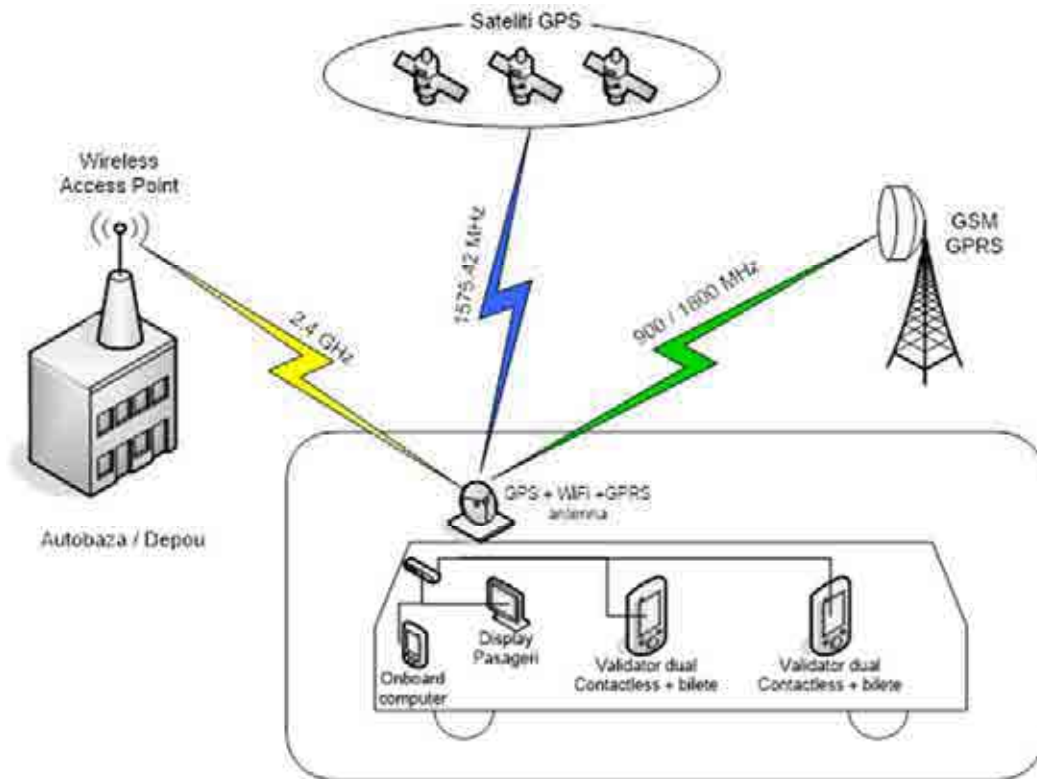 Sateliti GPS
Wireless
Access Point
GSM
GPRS
1575.42 MHz
900 / 1800 MHz
2.4 GHz
GPS + WiFi +GPRS
antenna
Autobaza / Depou
Display
Pasageri
Onboard
computer
Validator dual
Contactless + bilete
Validator dual
Contactless + bilete